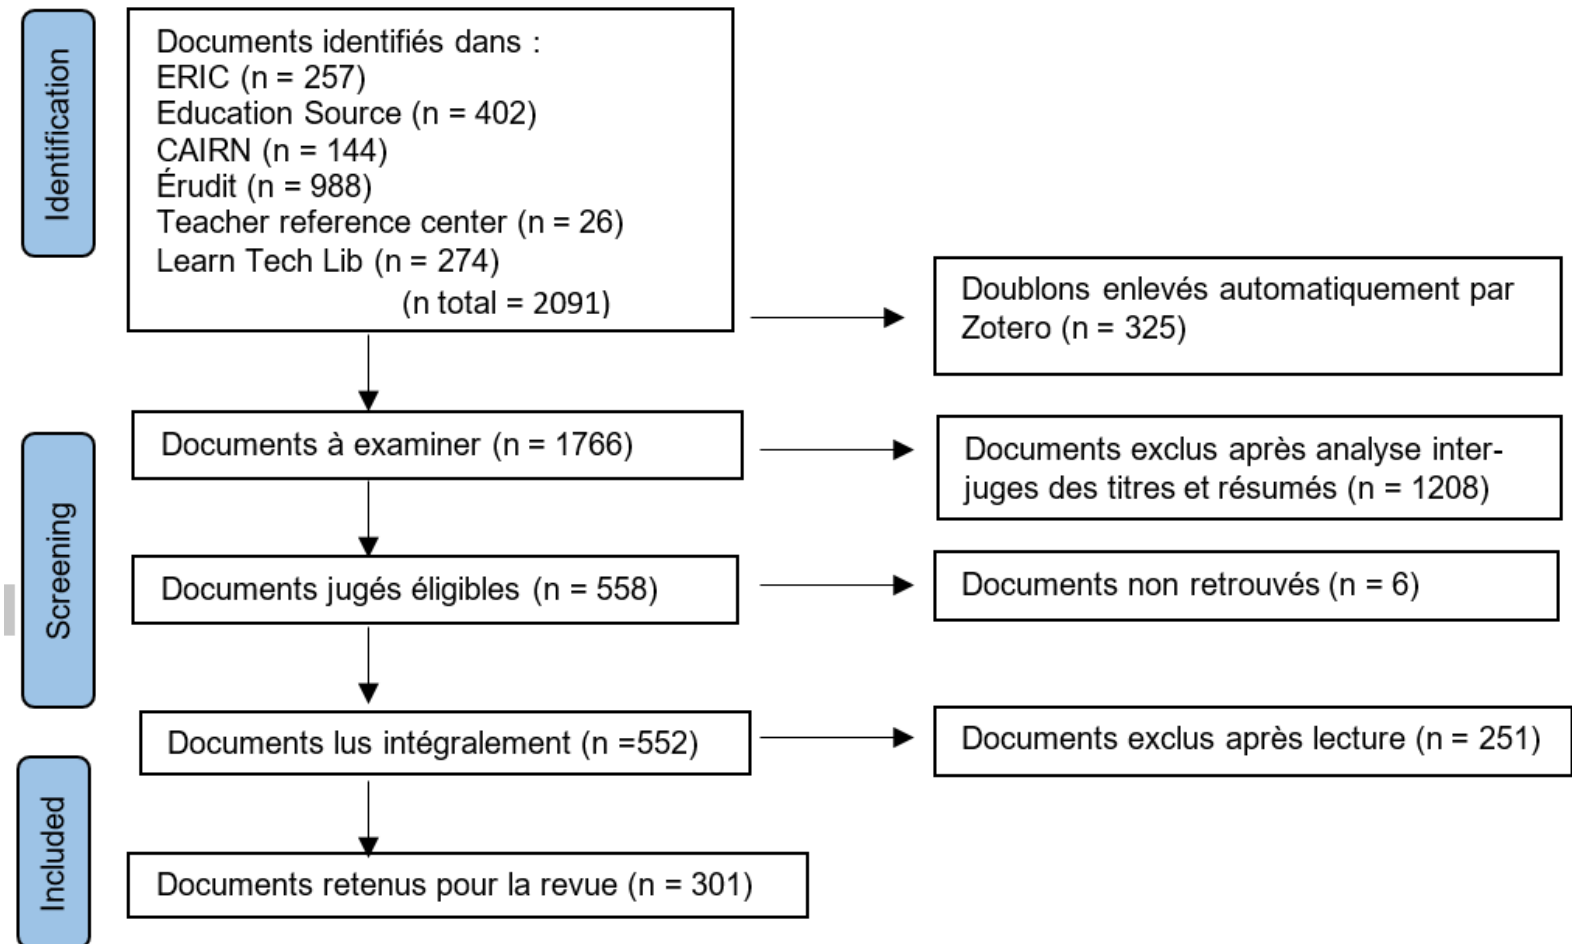 Identification
Documents identifiés dans :
ERIC (n = 257)
Education Source (n = 402)
CAIRN (n = 144)
Érudit (n = 988)
Teacher reference center (n = 26)
Learn Tech Lib (n = 274)
(n total = 2091)
Doublons enlevés automatiquement par
Zotero (n = 325)
Screening
Documents à examiner (n = 1766)
Documents exclus après analyse inter-
juges des titres et résumés (n = 1208)
Documents jugés éligibles (n = 558)
Documents non retrouvés (n = 6)
Documents lus intégralement (n =552)
Documents exclus après lecture (n = 251)
Included
Documents retenus pour la revue (n = 301)